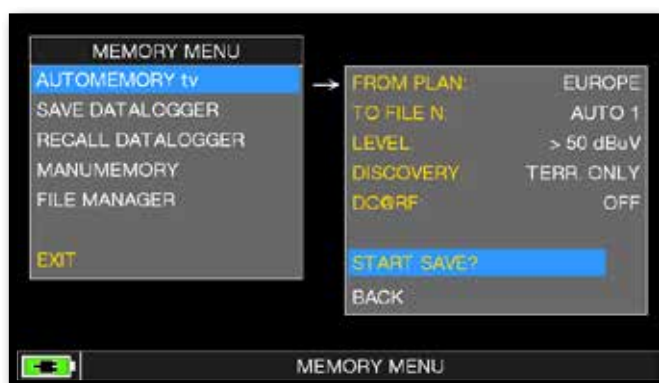 MEMORY MENU
AUTOMEMORY tv
SAVE DATALOGGER
RECALL DATALOGGER
MANUMEMORY
FILE MANAGER
EXIT
FROM PLAN: EUROPE
TO FILE N: AUTO 1
LEVEL > 50 dBuV
DISCOVERY TERR. ONLY
DC@RF OFF
START SAVE?
BACK
MEMORY MENU